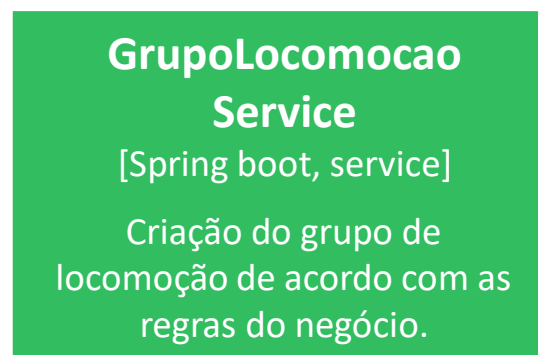 GrupoLocomocao
Service
[Spring boot, service]
Criação do grupo de
locomoção de acordo com as
regras do negócio.